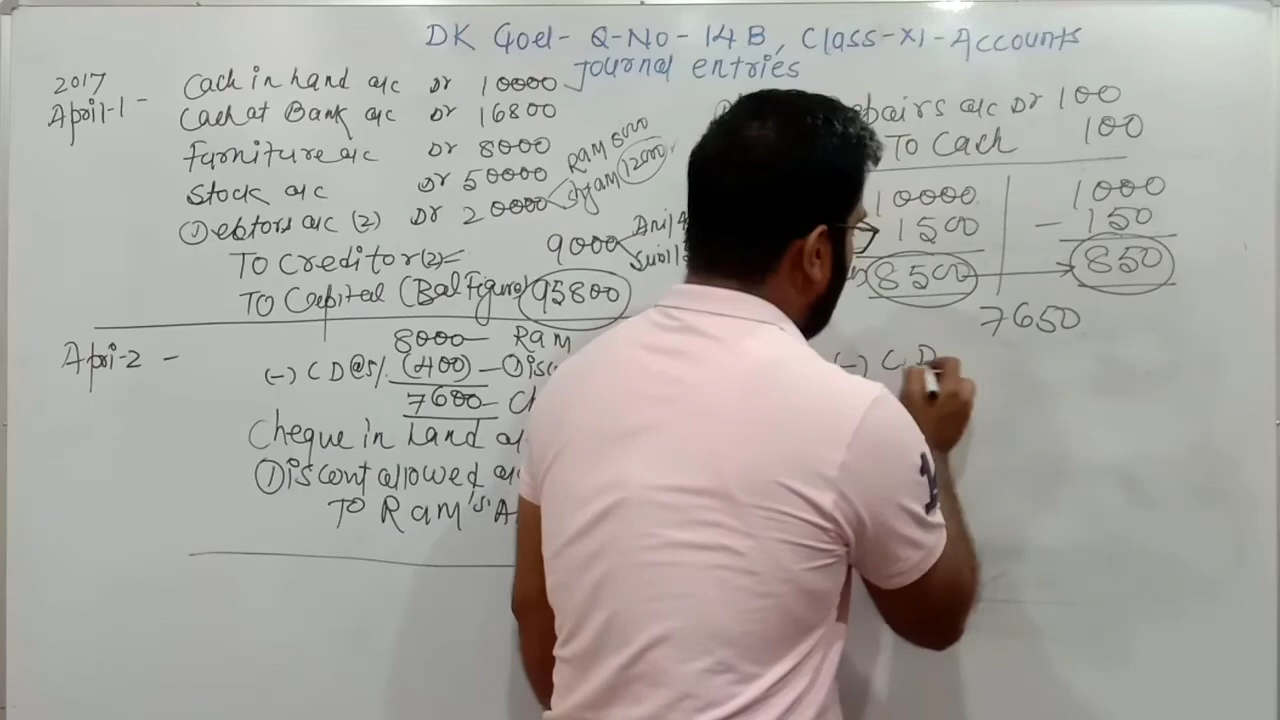 DK Goel- Q-No-14B, Class-XI-Accounts
Journal entries
2017
April-1 - Cash in hand a/c Dr 10000
Cash at Bank a/c Dr 16800
Furniture a/c Dr 8000
Stock a/c Dr 50000
Debtors a/c (2) Dr 20000
Ram 8000
Shyam 12000
To Creditor(2)= 9000
To Capital (Bal Figure) 95800
April-2 - 8000 - Ram
(-) CD@5% (400) -
7600 -
Cheque in hand
Discount allowed a/c
To Ram's
a/c Dr 100
To Cash 100
10000
1500
8500
1000
- 150
850
7650
(-) C.D